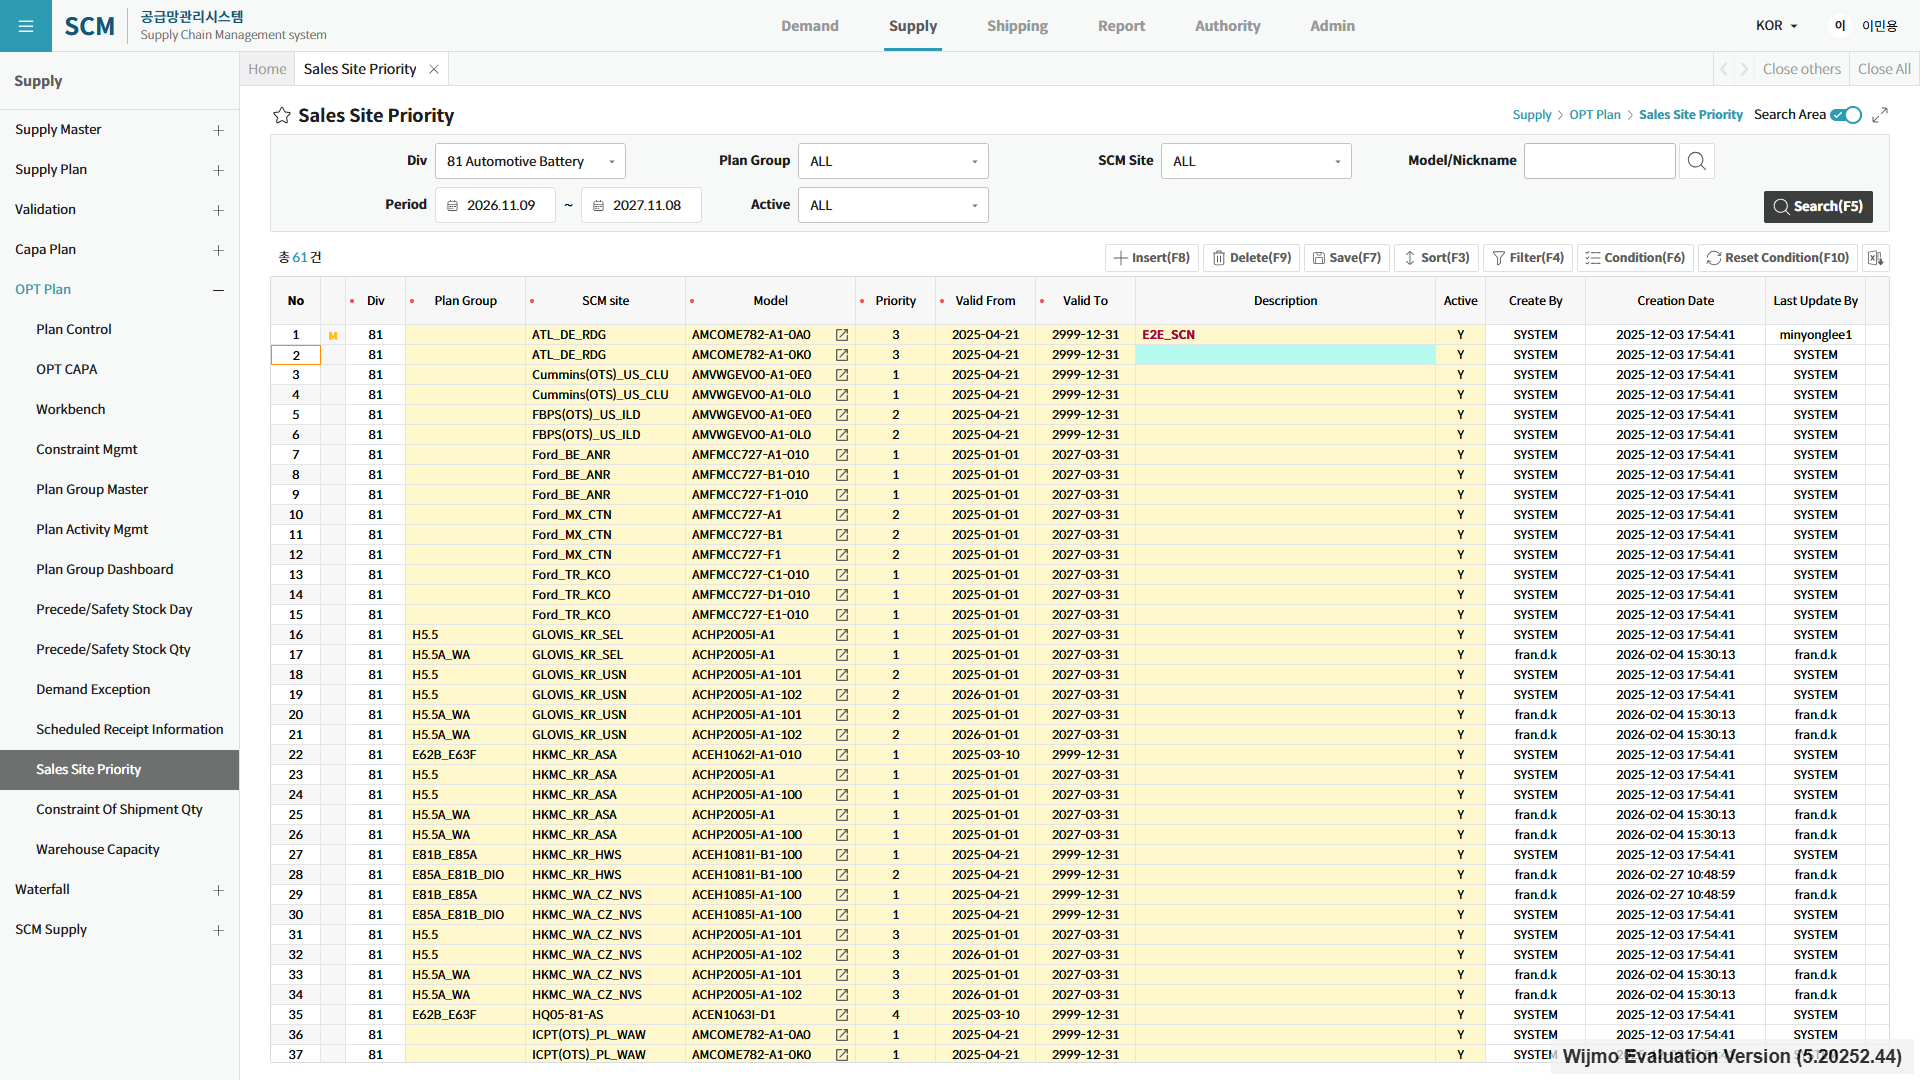 SCM 공급망관리시스템
Supply Chain Management system
Demand Supply Shipping Report Authority Admin
KOR 이 이민용
Supply
Home Sales Site Priority Close others Close All
Supply Master
Supply Plan
Validation
Capa Plan
OPT Plan
Plan Control
OPT CAPA
Workbench
Constraint Mgmt
Plan Group Master
Plan Activity Mgmt
Plan Group Dashboard
Precede/Safety Stock Day
Precede/Safety Stock Qty
Demand Exception
Scheduled Receipt Information
Sales Site Priority
Constraint Of Shipment Qty
Warehouse Capacity
Waterfall
SCM Supply
Sales Site Priority
Supply > OPT Plan > Sales Site Priority Search Area
Div 81 Automotive Battery Plan Group ALL SCM Site ALL Model/Nickname
Period 2026.11.09 ~ 2027.11.08 Active ALL Search(F5)
총 61 건
Insert(F8) Delete(F9) Save(F7) Sort(F3) Filter(F4) Condition(F6) Reset Condition(F10)
No Div Plan Group SCM site Model Priority Valid From Valid To Description Active Create By Creation Date Last Update By
1 M 81 ATL_DE_RDG AMCOME782-A1-0A0 3 2025-04-21 2999-12-31 E2E_SCN Y SYSTEM 2025-12-03 17:54:41 minyonglee1
2 81 ATL_DE_RDG AMCOME782-A1-0K0 3 2025-04-21 2999-12-31 Y SYSTEM 2025-12-03 17:54:41 SYSTEM
3 81 Cummins(OTS)_US_CLU AMVWGEVO0-A1-0E0 1 2025-04-21 2999-12-31 Y SYSTEM 2025-12-03 17:54:41 SYSTEM
4 81 Cummins(OTS)_US_CLU AMVWGEVO0-A1-0L0 1 2025-04-21 2999-12-31 Y SYSTEM 2025-12-03 17:54:41 SYSTEM
5 81 FBPS(OTS)_US_ILD AMVWGEVO0-A1-0E0 2 2025-04-21 2999-12-31 Y SYSTEM 2025-12-03 17:54:41 SYSTEM
6 81 FBPS(OTS)_US_ILD AMVWGEVO0-A1-0L0 2 2025-04-21 2999-12-31 Y SYSTEM 2025-12-03 17:54:41 SYSTEM
7 81 Ford_BE_ANR AMFMCC727-A1-010 1 2025-01-01 2027-03-31 Y SYSTEM 2025-12-03 17:54:41 SYSTEM
8 81 Ford_BE_ANR AMFMCC727-B1-010 1 2025-01-01 2027-03-31 Y SYSTEM 2025-12-03 17:54:41 SYSTEM
9 81 Ford_BE_ANR AMFMCC727-F1-010 1 2025-01-01 2027-03-31 Y SYSTEM 2025-12-03 17:54:41 SYSTEM
10 81 Ford_MX_CTN AMFMCC727-A1 2 2025-01-01 2027-03-31 Y SYSTEM 2025-12-03 17:54:41 SYSTEM
11 81 Ford_MX_CTN AMFMCC727-B1 2 2025-01-01 2027-03-31 Y SYSTEM 2025-12-03 17:54:41 SYSTEM
12 81 Ford_MX_CTN AMFMCC727-F1 2 2025-01-01 2027-03-31 Y SYSTEM 2025-12-03 17:54:41 SYSTEM
13 81 Ford_TR_KCO AMFMCC727-C1-010 1 2025-01-01 2027-03-31 Y SYSTEM 2025-12-03 17:54:41 SYSTEM
14 81 Ford_TR_KCO AMFMCC727-D1-010 1 2025-01-01 2027-03-31 Y SYSTEM 2025-12-03 17:54:41 SYSTEM
15 81 Ford_TR_KCO AMFMCC727-E1-010 1 2025-01-01 2027-03-31 Y SYSTEM 2025-12-03 17:54:41 SYSTEM
16 81 H5.5 GLOVIS_KR_SEL ACHP2005I-A1 1 2025-01-01 2027-03-31 Y SYSTEM 2025-12-03 17:54:41 SYSTEM
17 81 H5.5A_WA GLOVIS_KR_SEL ACHP2005I-A1 1 2025-01-01 2027-03-31 Y fran.d.k 2026-02-04 15:30:13 fran.d.k
18 81 H5.5 GLOVIS_KR_USN ACHP2005I-A1-101 2 2025-01-01 2027-03-31 Y SYSTEM 2025-12-03 17:54:41 SYSTEM
19 81 H5.5 GLOVIS_KR_USN ACHP2005I-A1-102 2 2026-01-01 2027-03-31 Y SYSTEM 2025-12-03 17:54:41 SYSTEM
20 81 H5.5A_WA GLOVIS_KR_USN ACHP2005I-A1-101 2 2025-01-01 2027-03-31 Y fran.d.k 2026-02-04 15:30:13 fran.d.k
21 81 H5.5A_WA GLOVIS_KR_USN ACHP2005I-A1-102 2 2026-01-01 2027-03-31 Y fran.d.k 2026-02-04 15:30:13 fran.d.k
22 81 E62B_E63F HKMC_KR_ASA ACEH1062I-A1-010 1 2025-03-10 2999-12-31 Y SYSTEM 2025-12-03 17:54:41 SYSTEM
23 81 H5.5 HKMC_KR_ASA ACHP2005I-A1 1 2025-01-01 2027-03-31 Y SYSTEM 2025-12-03 17:54:41 SYSTEM
24 81 H5.5 HKMC_KR_ASA ACHP2005I-A1-100 1 2025-01-01 2027-03-31 Y SYSTEM 2025-12-03 17:54:41 SYSTEM
25 81 H5.5A_WA HKMC_KR_ASA ACHP2005I-A1 1 2025-01-01 2027-03-31 Y fran.d.k 2026-02-04 15:30:13 fran.d.k
26 81 H5.5A_WA HKMC_KR_ASA ACHP2005I-A1-100 1 2025-01-01 2027-03-31 Y fran.d.k 2026-02-04 15:30:13 fran.d.k
27 81 E81B_E85A HKMC_KR_HWS ACEH1081I-B1-100 1 2025-04-21 2999-12-31 Y SYSTEM 2025-12-03 17:54:41 SYSTEM
28 81 E85A_E81B_DIO HKMC_KR_HWS ACEH1081I-B1-100 2 2025-04-21 2999-12-31 Y fran.d.k 2026-02-27 10:48:59 fran.d.k
29 81 E81B_E85A HKMC_WA_CZ_NVS ACEH1085I-A1-100 1 2025-04-21 2999-12-31 Y fran.d.k 2026-02-27 10:48:59 fran.d.k
30 81 E85A_E81B_DIO HKMC_WA_CZ_NVS ACEH1085I-A1-100 1 2025-04-21 2999-12-31 Y SYSTEM 2025-12-03 17:54:41 SYSTEM
31 81 H5.5 HKMC_WA_CZ_NVS ACHP2005I-A1-101 3 2025-01-01 2027-03-31 Y SYSTEM 2025-12-03 17:54:41 SYSTEM
32 81 H5.5 HKMC_WA_CZ_NVS ACHP2005I-A1-102 3 2026-01-01 2027-03-31 Y SYSTEM 2025-12-03 17:54:41 SYSTEM
33 81 H5.5A_WA HKMC_WA_CZ_NVS ACHP2005I-A1-101 3 2025-01-01 2027-03-31 Y fran.d.k 2026-02-04 15:30:13 fran.d.k
34 81 H5.5A_WA HKMC_WA_CZ_NVS ACHP2005I-A1-102 3 2026-01-01 2027-03-31 Y fran.d.k 2026-02-04 15:30:13 fran.d.k
35 81 E62B_E63F HQ05-81-AS ACEN1063I-D1 4 2025-03-10 2999-12-31 Y SYSTEM 2025-12-03 17:54:41 SYSTEM
36 81 ICPT(OTS)_PL_WAW AMCOME782-A1-0A0 1 2025-04-21 2999-12-31 Y SYSTEM 2025-12-03 17:54:41 SYSTEM
37 81 ICPT(OTS)_PL_WAW AMCOME782-A1-0K0 1 2025-04-21 2999-12-31 Y SYSTEM
Wijmo Evaluation Version (5.20252.44)